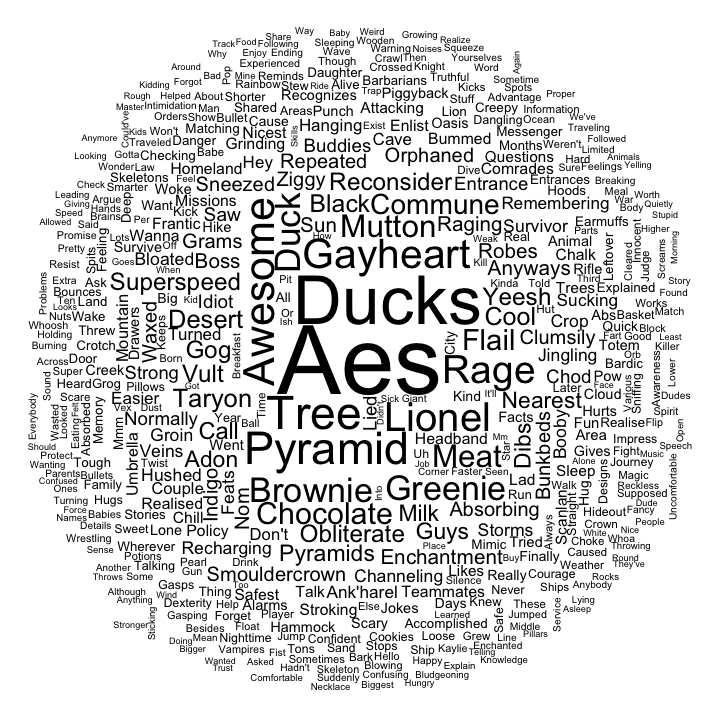 Way Baby Weird
Share Growing
Track Food Following Sleeping Wooden Realize
Why Enjoy Ending Wave Warning Noises Squeeze
Experienced Though Crawl Then Yourselves
Around Pop Mine Reminds Daughter Crossed Knight Word Again
Bad Rainbow Stew Ride Alive Barbarians Truthful Sometime
Kidding Forgot Recognizes Trap Piggyback Kicks Spots
Rough Helped About Shorter Stuff Advantage Proper
Master Intimidation Man Shared Areas Punch Attacking Lion Creepy Information
Could've Orders Show Bullet Cause Skills Hanging Exist Enlist Oasis Dangling Ocean We've
Kids Won't Matching Nicest Buddies Cave Bummed Messenger Traveling
Anymore Traveled Danger Grinding Months Weren't Followed
Gotta Checking Babe Hey Repeated Orphaned Questions Hard Limited
Looking Skeletons Homeland Dive Comrades Sure Feelings Animals Yelling
Wonder Law Feel Sneezed Ziggy Reconsider Entrance Entrances Breaking
Check Smarter Woke Hoods Meal War Worth
Leading Argue Deep Want Missions Awesome Duck Black Commune Remembering Body Quietly
Giving Hands Kick Saw Sun Mutton Raging Survivor Earmuffs Stupid
Speed Brains Per Frantic Hike How Weak Real Parts Innocent Higher
Allowed Said Lots Wanna Grams Gayheart Robes Animal Leftover Cleared Judge Screams Morning
Promise Feeling Survive Off Kill Anyways Chalk
Pretty Spits Goes Bloated Boss Kinda Told Rifle
Resist When Pit Trees Explained Story
Problems Extra Ask Superspeed All Ducks Yeesh Sucking Found
Bounces Big Kid Idiot Or Hut Works
Ten Land Mountain Drawers Waxed Keeps Desert Ish Cool Crop Abs Basket Match
Looks Nuts Wake Breakfast City Flail Clumsily Quick Block
Whoosh Threw Turned Aes Totem Fart Good Least
Holding Crotch Gog Jingling Orb Killer
Burning Door Born Rage Bardic
Across Creek Strong Vult Chod Pow Various Sniffing Awareness Lower
Super Face Dudes
Sound Heard Grog Pillows Got Taryon Sick Giant Kind It'll Later Cloud
Scare Easier Tree Lied Didn't Lionel Nearest Hurts Spirit
Everybody Wasted Looked Eating Felt Absorbed Memory Vex Dust Year Time Facts Fun Realise Flip Open
Mmm Normally Call Ball Dibs Bunkbeds Booby Area Impress Speech
Should Groin Pyramid Headband Mm Star Gives Fight Music
Protect Umbrella Veins Went Uh Meat Alone Designs Journey
Wanting Tough Twist Adon Job Sleep Uncomfortable
Parents Bullets Hushed Corner Faster Seen Magic
Confused Family Couple Indigo Feats Nom Brownie Into Greenie Lad Walk Hug Reckless
Ones Hugs Run Scanlan Straight Supposed
Turning Realised Chocolate Milk Absorbing Hideout Dude
Force Babies Stories Chill Crown Fancy
Names Lone Policy Don't Obliterate Guys Storms Always White Nice People
Details Sweet Place Mimic Tried Choke Whoa
Wrestling Wherever Recharging Pyramids Enchantment Buy Finally Caused Throwing
Sense Potions Drink Weather Round
Another Talking Pearl Smouldercrown Channeling Likes Really Courage They've
Throws Some Gun Too Silence Rocks
Although Gasps Thing Safest Talk Ank'harel Teammates Never Ships Anybody
Anything Wind Dexterity Help Alarms Stroking Else Jokes Days Knew Safe These Lying
Gasping Forget Player Learned Jumped Service Asleep
Stronger Sticking Besides Float Hammock Scary Accomplished Middle
Doing Mean Nighttime Jump Confident Cookies Loose Grew Line Pillars
Bigger Vampires Fist Tons Sand Stops Ship Kaylie Enchanted
Wanted Asked Sometimes Bark Hello Happy Telling Knowledge
Trust Hadn't Skeleton Blowing Explain
Comfortable Suddenly Confusing Bludgeoning
Necklace Biggest Hungry